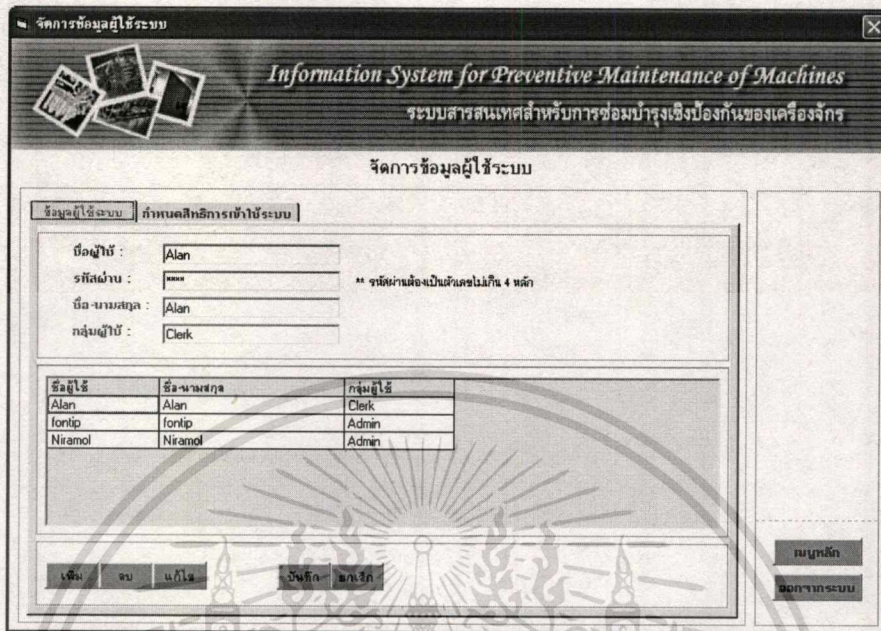 จัดการข้อมูลผู้ใช้ระบบ
Information System for Preventive Maintenance of Machines
ระบบสารสนเทศสำหรับการซ่อมบำรุงเชิงป้องกันของเครื่องจักร
จัดการข้อมูลผู้ใช้ระบบ
ข้อมูลผู้ใช้ระบบ กำหนดสิทธิการเข้าใช้ระบบ
ชื่อผู้ใช้ : Alan
รหัสผ่าน : **** ** รหัสผ่านต้องเป็นตัวเลขไม่เกิน 4 หลัก
ชื่อ-นามสกุล : Alan
กลุ่มผู้ใช้ : Clerk
ชื่อผู้ใช้ ชื่อ-นามสกุล กลุ่มผู้ใช้
Alan Alan Clerk
fontip fontip Admin
Niramol Niramol Admin
เพิ่ม ลบ แก้ไข บันทึก ยกเลิก
เมนูหลัก
ออกจากระบบ